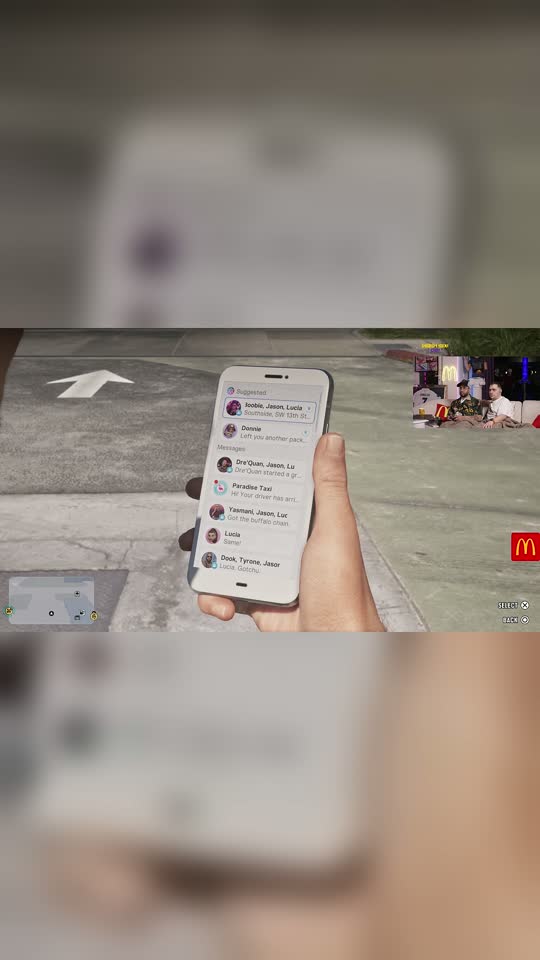 Suggested
Iooble, Jason, Lucia
Southside, SW 13th St...
Donnie
Left you another pack...
Messages
Dre'Quan, Jason, Lu
Dre'Quan started a gr...
Paradise Taxi
Hi! Your driver has arri...
Yasmani, Jason, Luc
Got the buffalo chain.
Lucia
Same!
Dook, Tyrone, Jasor
Lucia. Gotchu.
SELECT
BACK